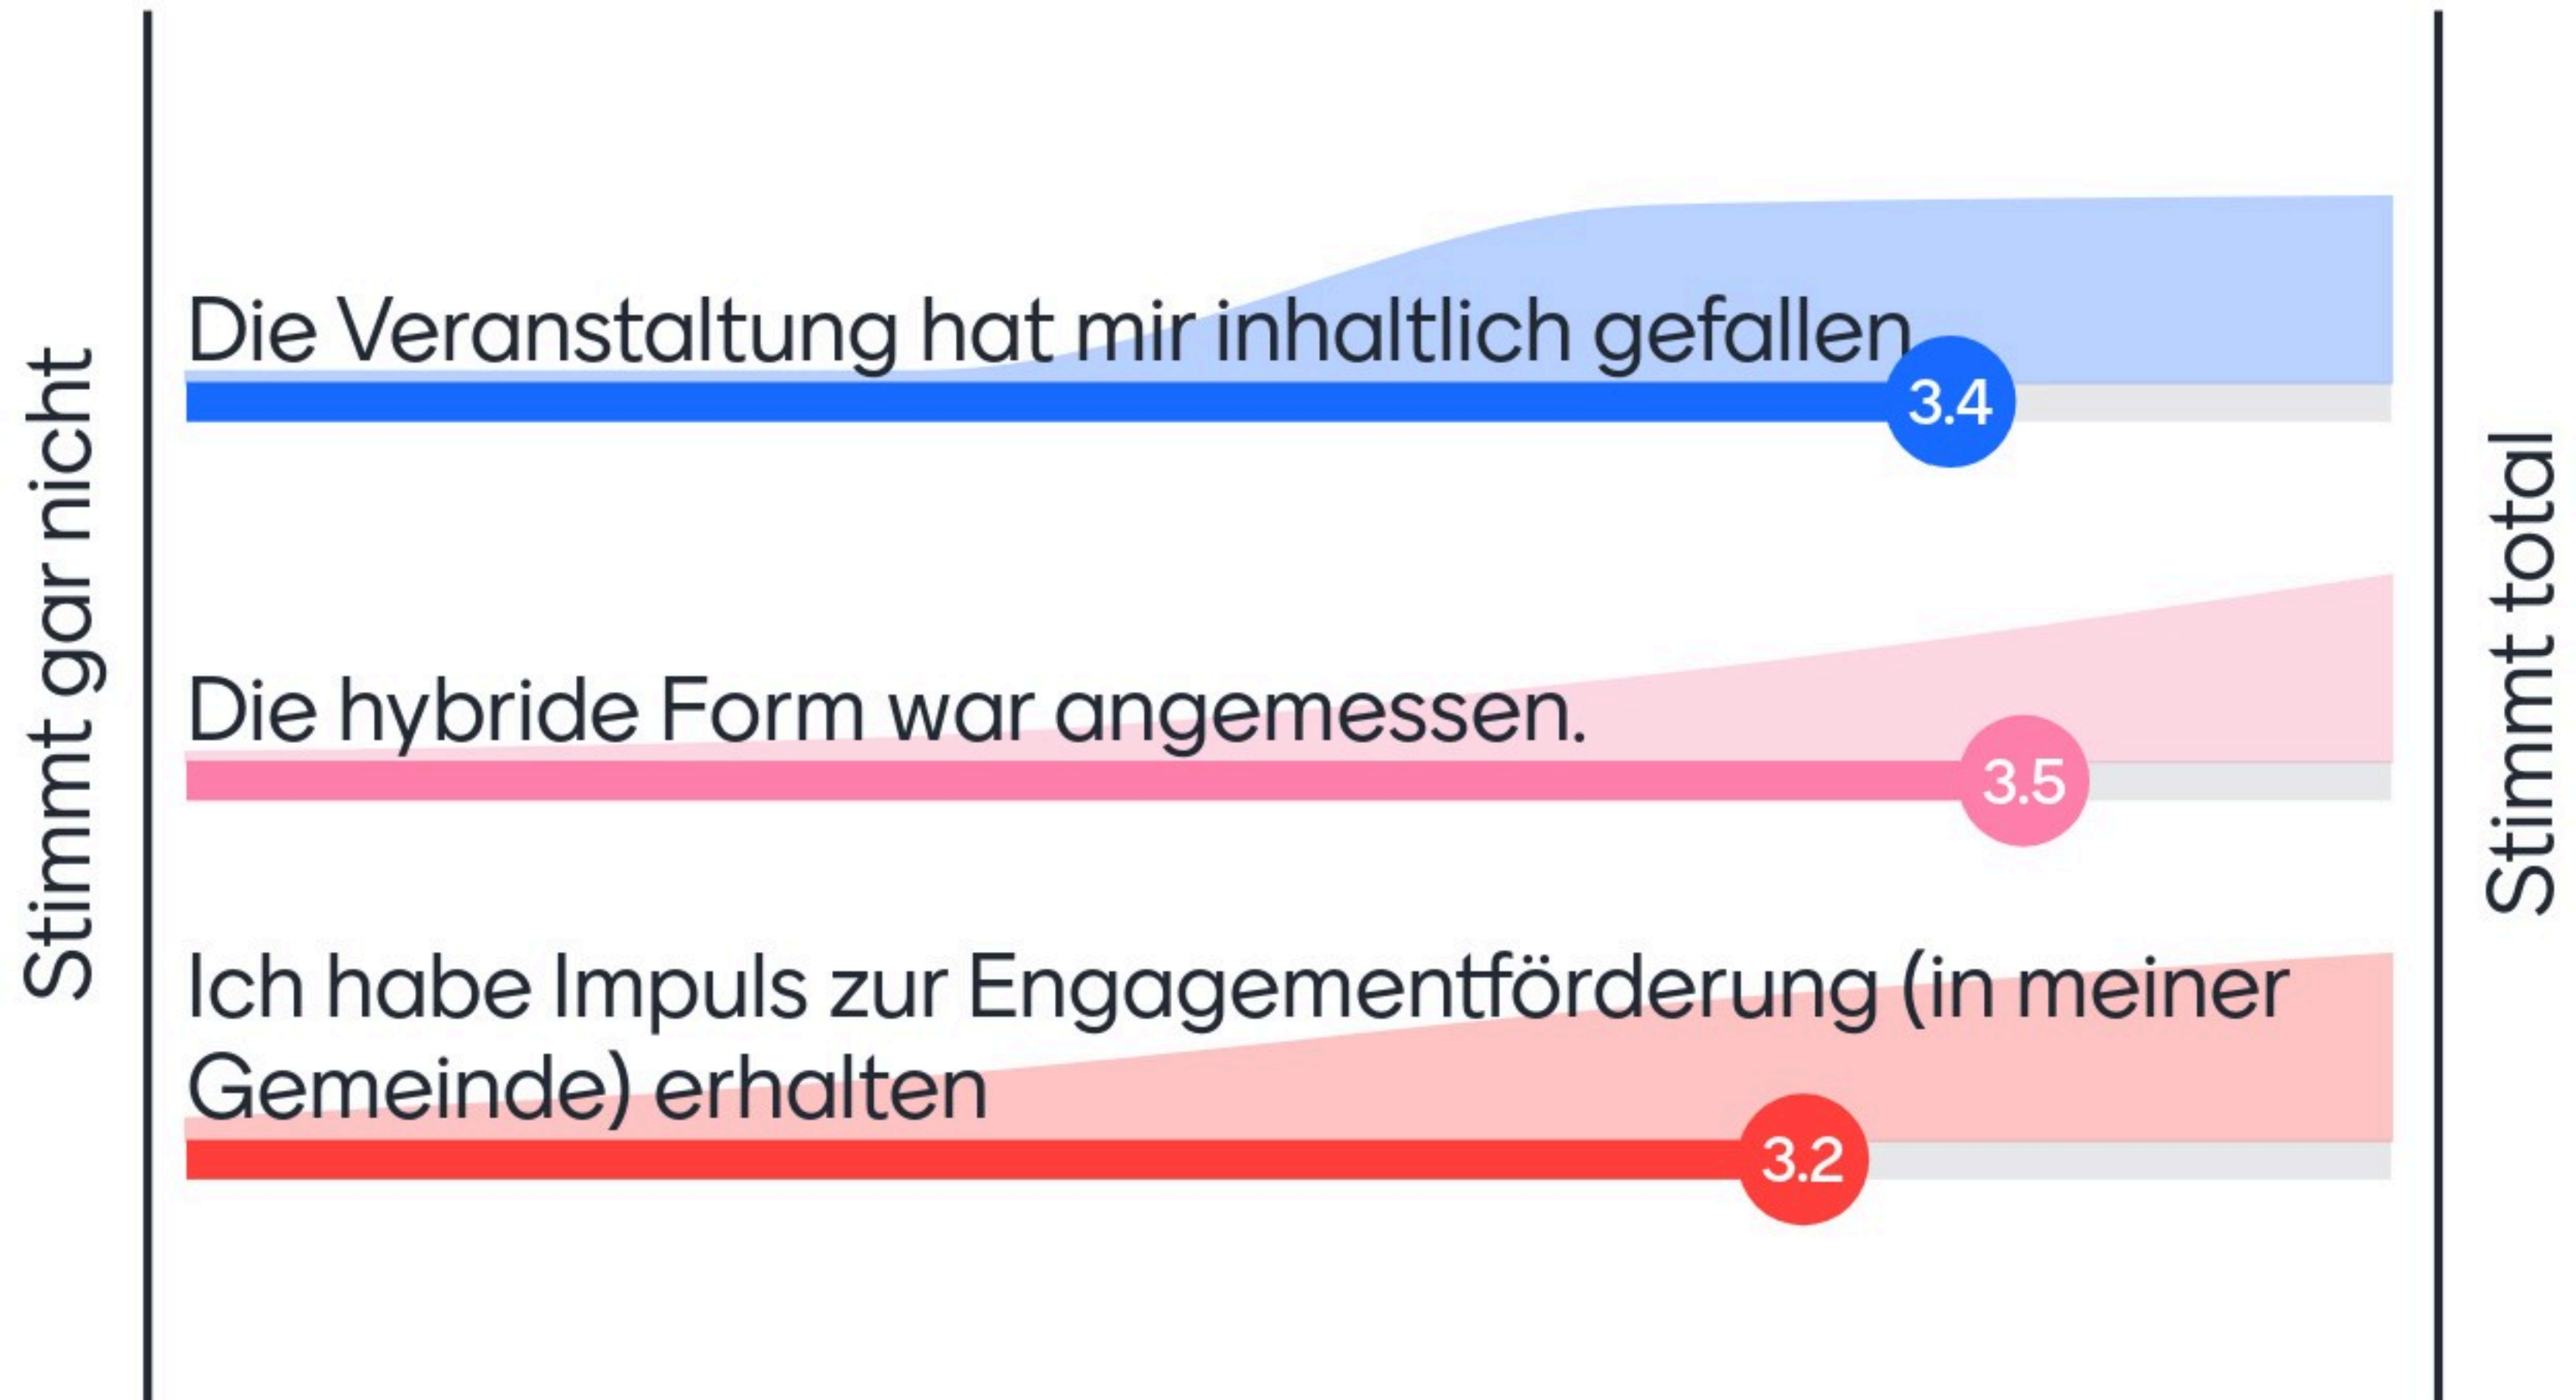 Stimmt gar nicht
Die Veranstaltung hat mir inhaltlich gefallen
3.4
Die hybride Form war angemessen.
3.5
Ich habe Impuls zur Engagementförderung (in meiner
Gemeinde) erhalten
3.2
Stimmt total